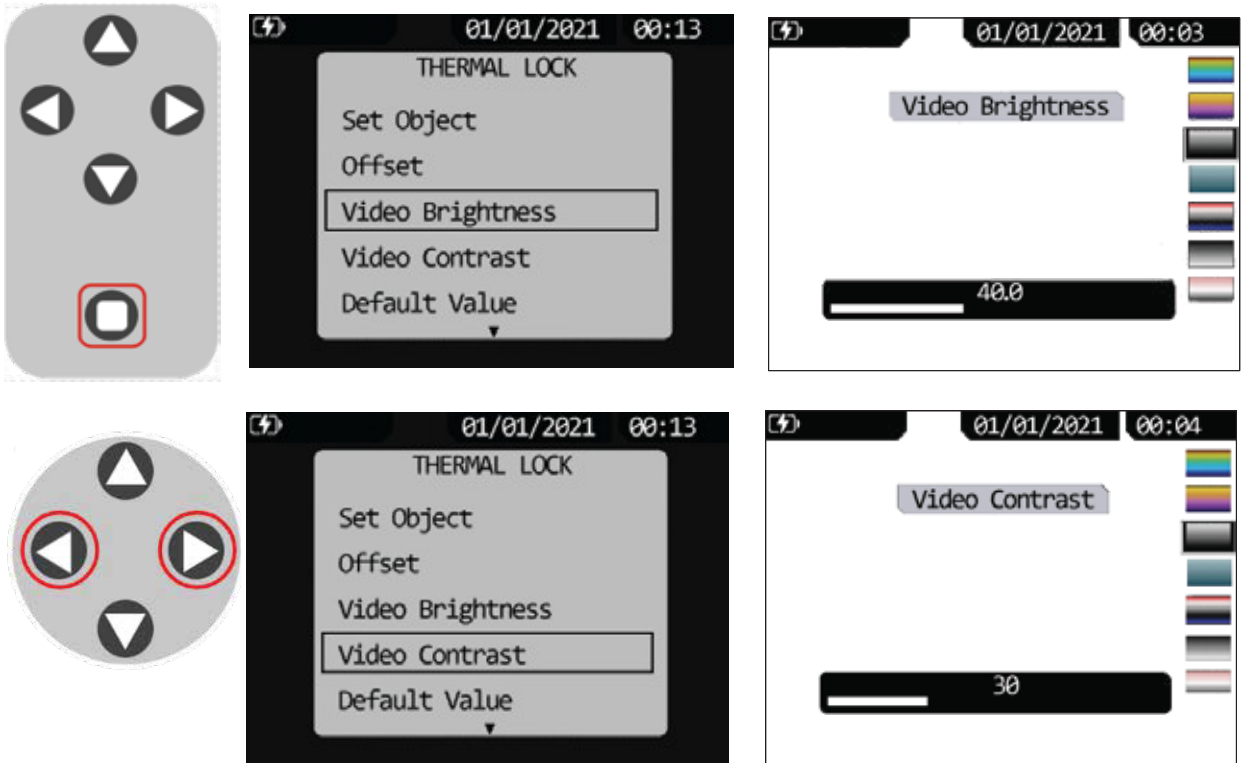 01/01/2021 00:13
THERMAL LOCK
Set Object
Offset
Video Brightness
Video Contrast
Default Value
01/01/2021 00:03
Video Brightness
40.0
01/01/2021 00:13
THERMAL LOCK
Set Object
Offset
Video Brightness
Video Contrast
Default Value
01/01/2021 00:04
Video Contrast
30